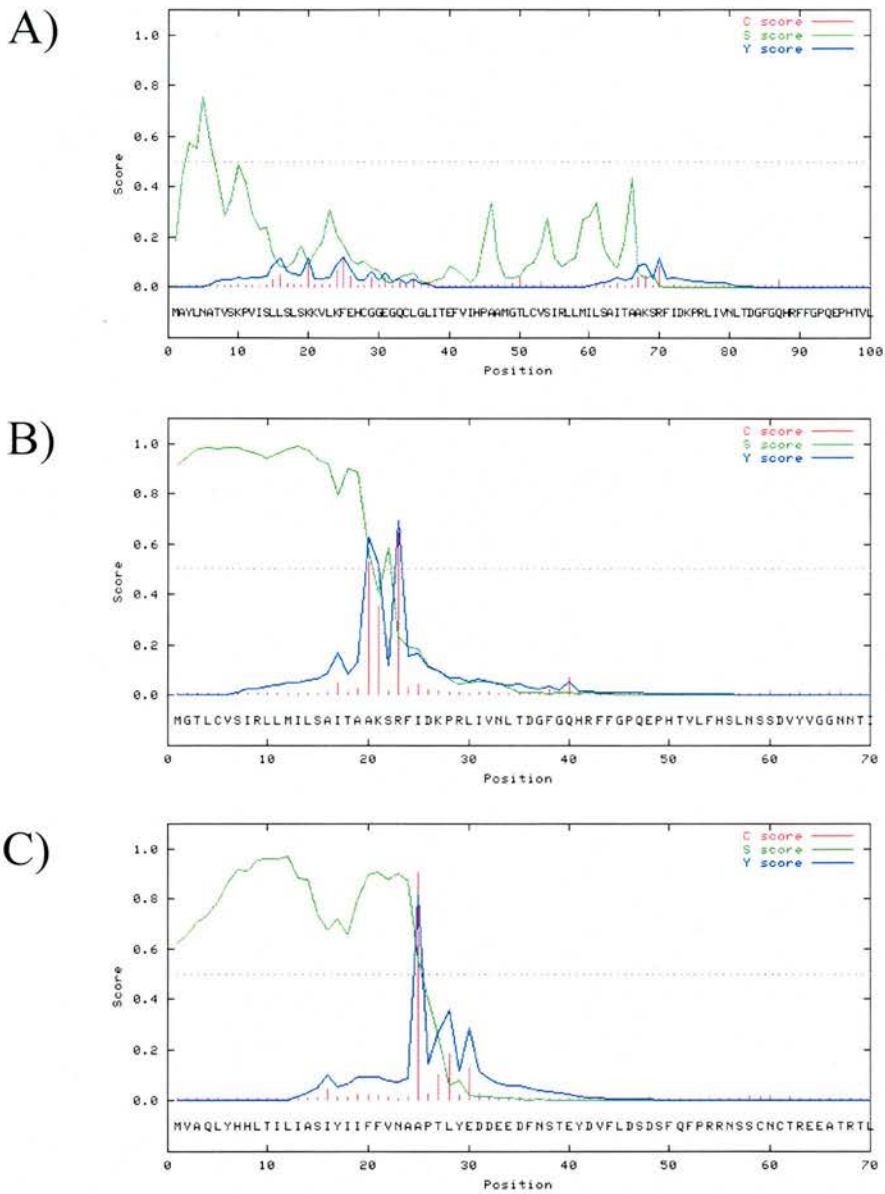 A)
1.0
0.8
0.6
0.4
0.2
0.0
Score
C score
S score
Y score
MAYLNATVSKPVISLLSLSKKVLKFEHCGGEGQCLGLITEFVIHPAAMGTLCVSIRLLMILSAITAAKSRFIDKPRLIVNLTDGFGQHRFFGPQEPHTVL
0 10 20 30 40 50 60 70 80 90 100
Position
B)
1.0
0.8
0.6
0.4
0.2
0.0
Score
C score
S score
Y score
MGTLCVSIRLLMILSAITAAKSRFIDKPRLIVNLTDGFGQHRFFGPQEPHTVLFHSLNSSDVYVGGNNTI
0 10 20 30 40 50 60 70
Position
C)
1.0
0.8
0.6
0.4
0.2
0.0
Score
C score
S score
Y score
MVAQLYHHLTILIASIYIIFFVNAAPTLYEDDEEDFNSTEYDVFLDSDSFQFPRRNSSCNCTREEATRTL
0 10 20 30 40 50 60 70
Position